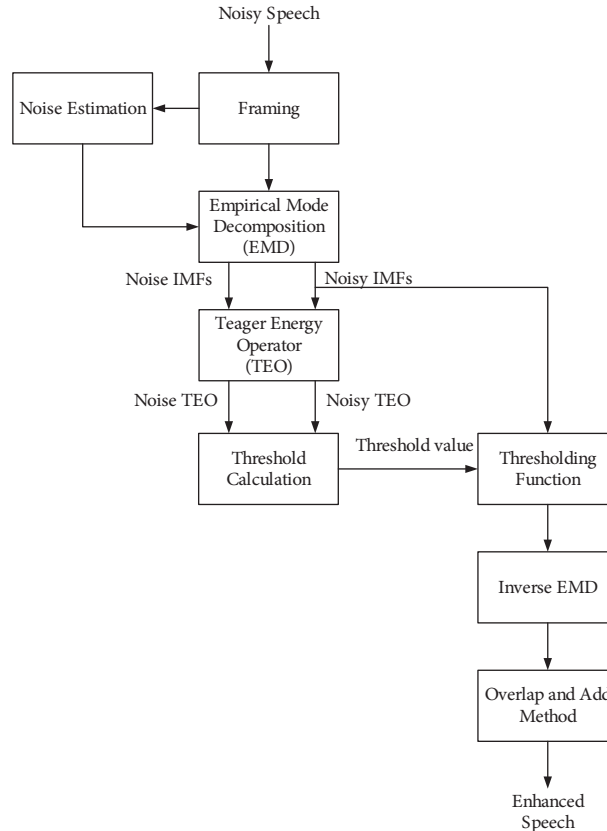 Noisy Speech
Noise Estimation
Framing
Empirical Mode
Decomposition
(EMD)
Noise IMFs
Noisy IMFs
Teager Energy
Operator
(TEO)
Noise TEO
Noisy TEO
Threshold
Calculation
Threshold value
Thresholding
Function
Inverse EMD
Overlap and Add
Method
Enhanced
Speech